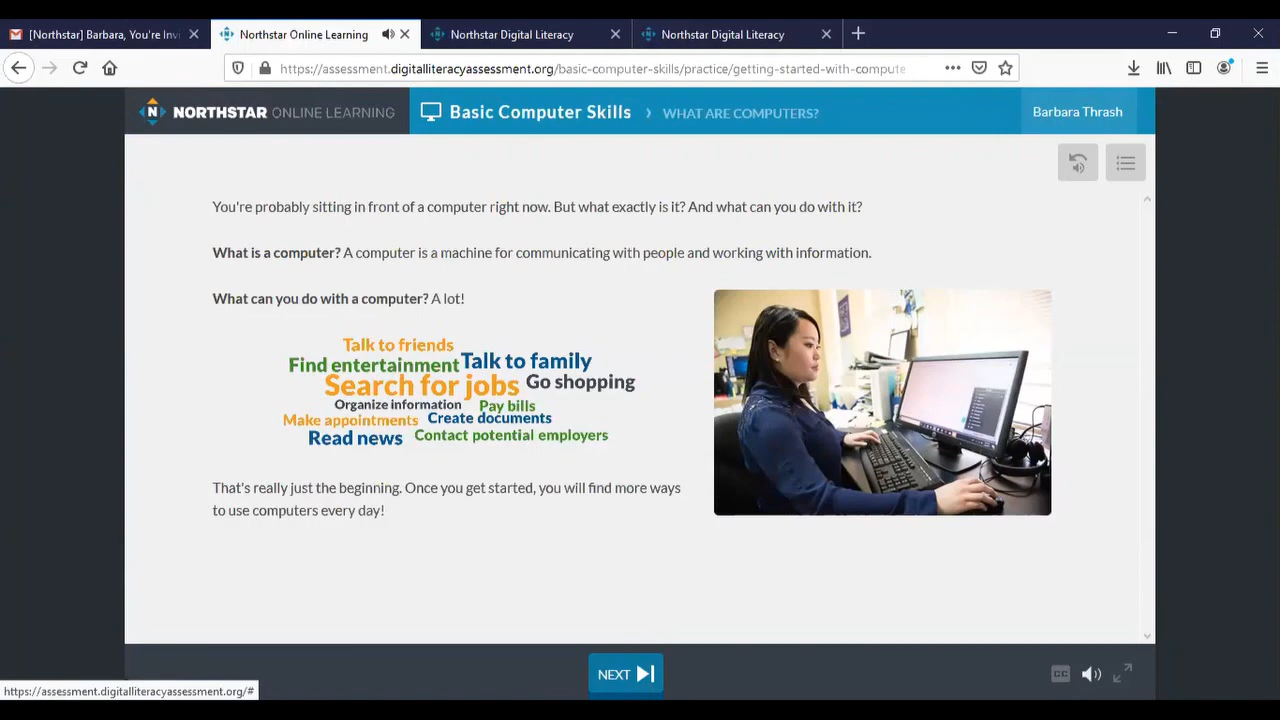 [Northstar] Barbara, You're Invi
Northstar Online Learning
Northstar Digital Literacy
Northstar Digital Literacy
https://assessment.digitalliteracyassessment.org/basic-computer-skills/practice/getting-started-with-compute
N NORTHSTAR ONLINE LEARNING
Basic Computer Skills › WHAT ARE COMPUTERS?
Barbara Thrash
You're probably sitting in front of a computer right now. But what exactly is it? And what can you do with it?
What is a computer? A computer is a machine for communicating with people and working with information.
What can you do with a computer? A lot!
Talk to friends
Find entertainment Talk to family
Search for jobs Go shopping
Organize information Pay bills
Make appointments Create documents
Read news Contact potential employers
That's really just the beginning. Once you get started, you will find more ways
to use computers every day!
NEXT
CC
https://assessment.digitalliteracyassessment.org/#